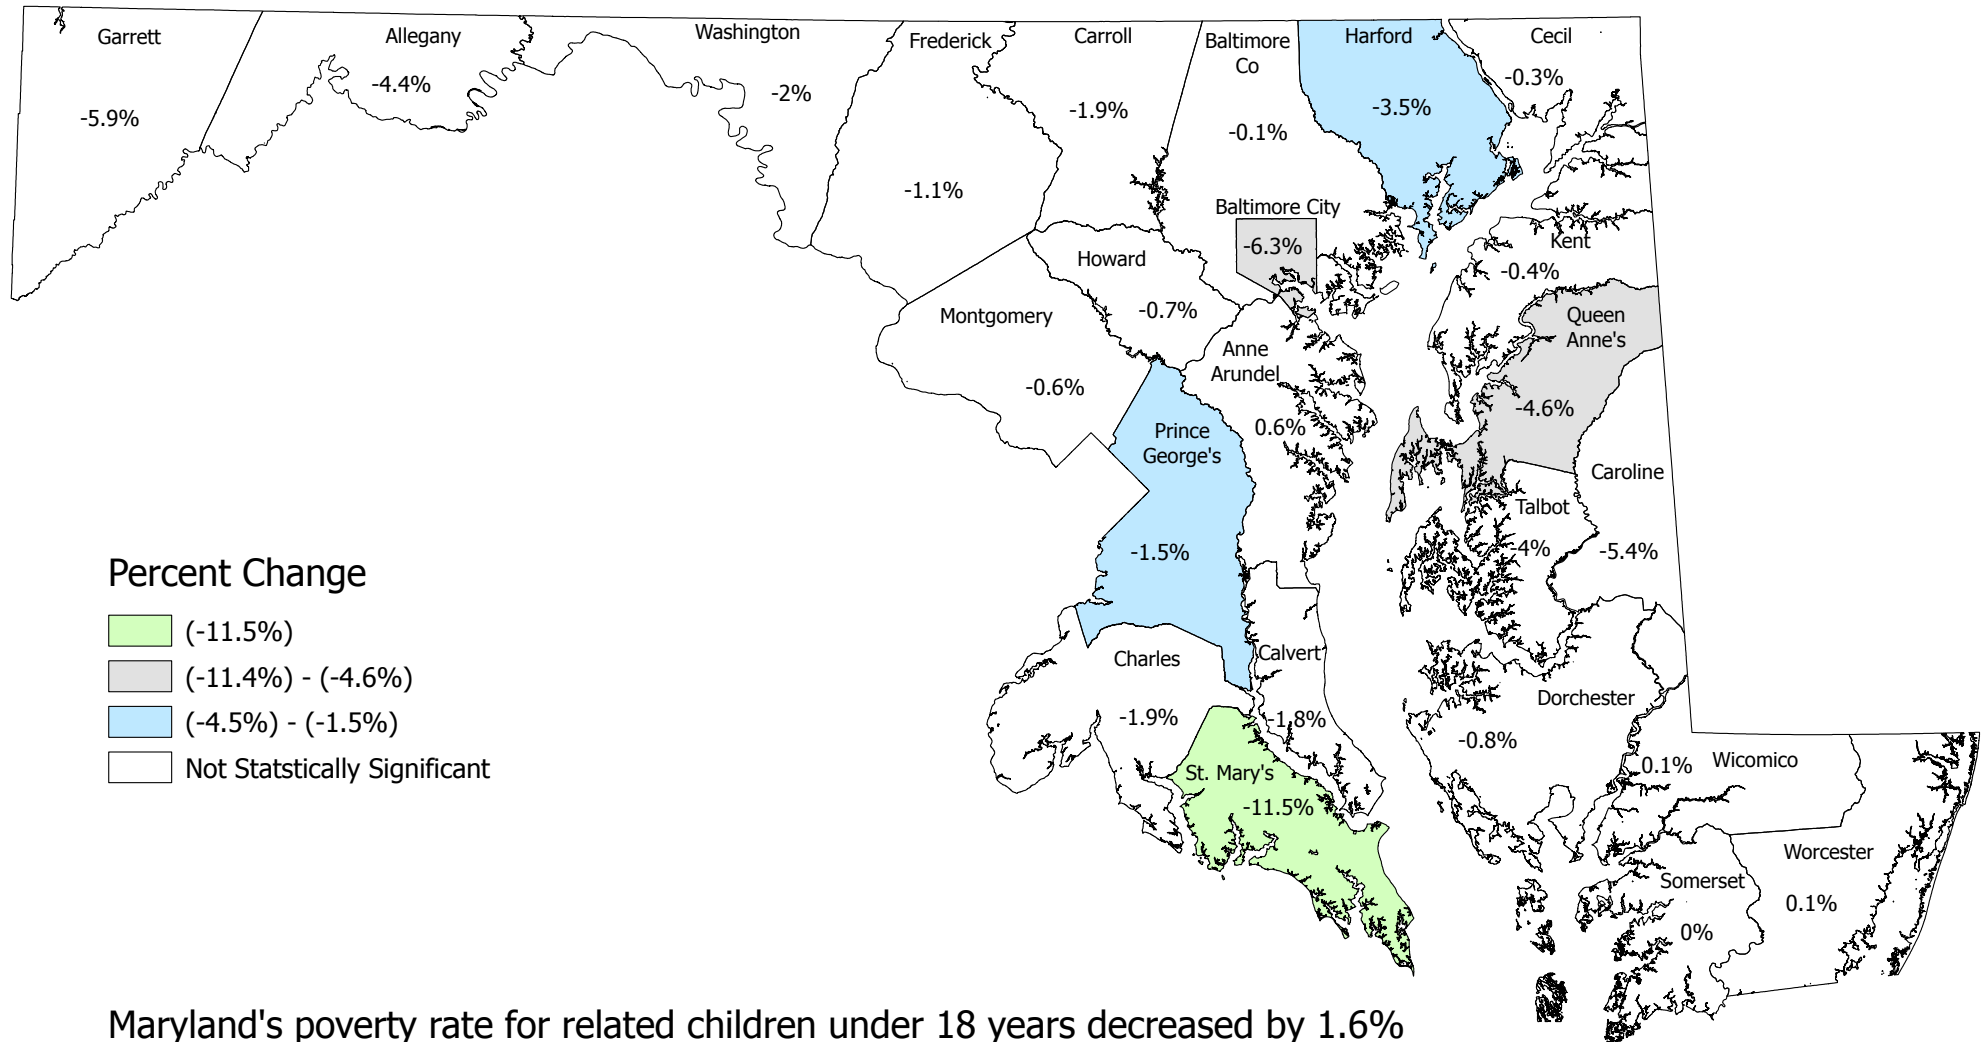 Garrett
-5.9%
Allegany
-4.4%
Washington
-2%
Frederick
-1.1%
Carroll
-1.9%
Baltimore
Co
-0.1%
Harford
-3.5%
Cecil
-0.3%
Baltimore City
-6.3%
Kent
-0.4%
Howard
-0.7%
Montgomery
-0.6%
Anne
Arundel
0.6%
Queen
Anne's
-4.6%
Prince
George's
-1.5%
Caroline
-5.4%
Talbot
-4%
Percent Change
(-11.5%)
(-11.4%) - (-4.6%)
(-4.5%) - (-1.5%)
Not Statstically Significant
Charles
-1.9%
Calvert
-1.8%
Dorchester
-0.8%
St. Mary's
-11.5%
Wicomico
0.1%
Worcester
0.1%
Somerset
0%
Maryland's poverty rate for related children under 18 years decreased by 1.6%